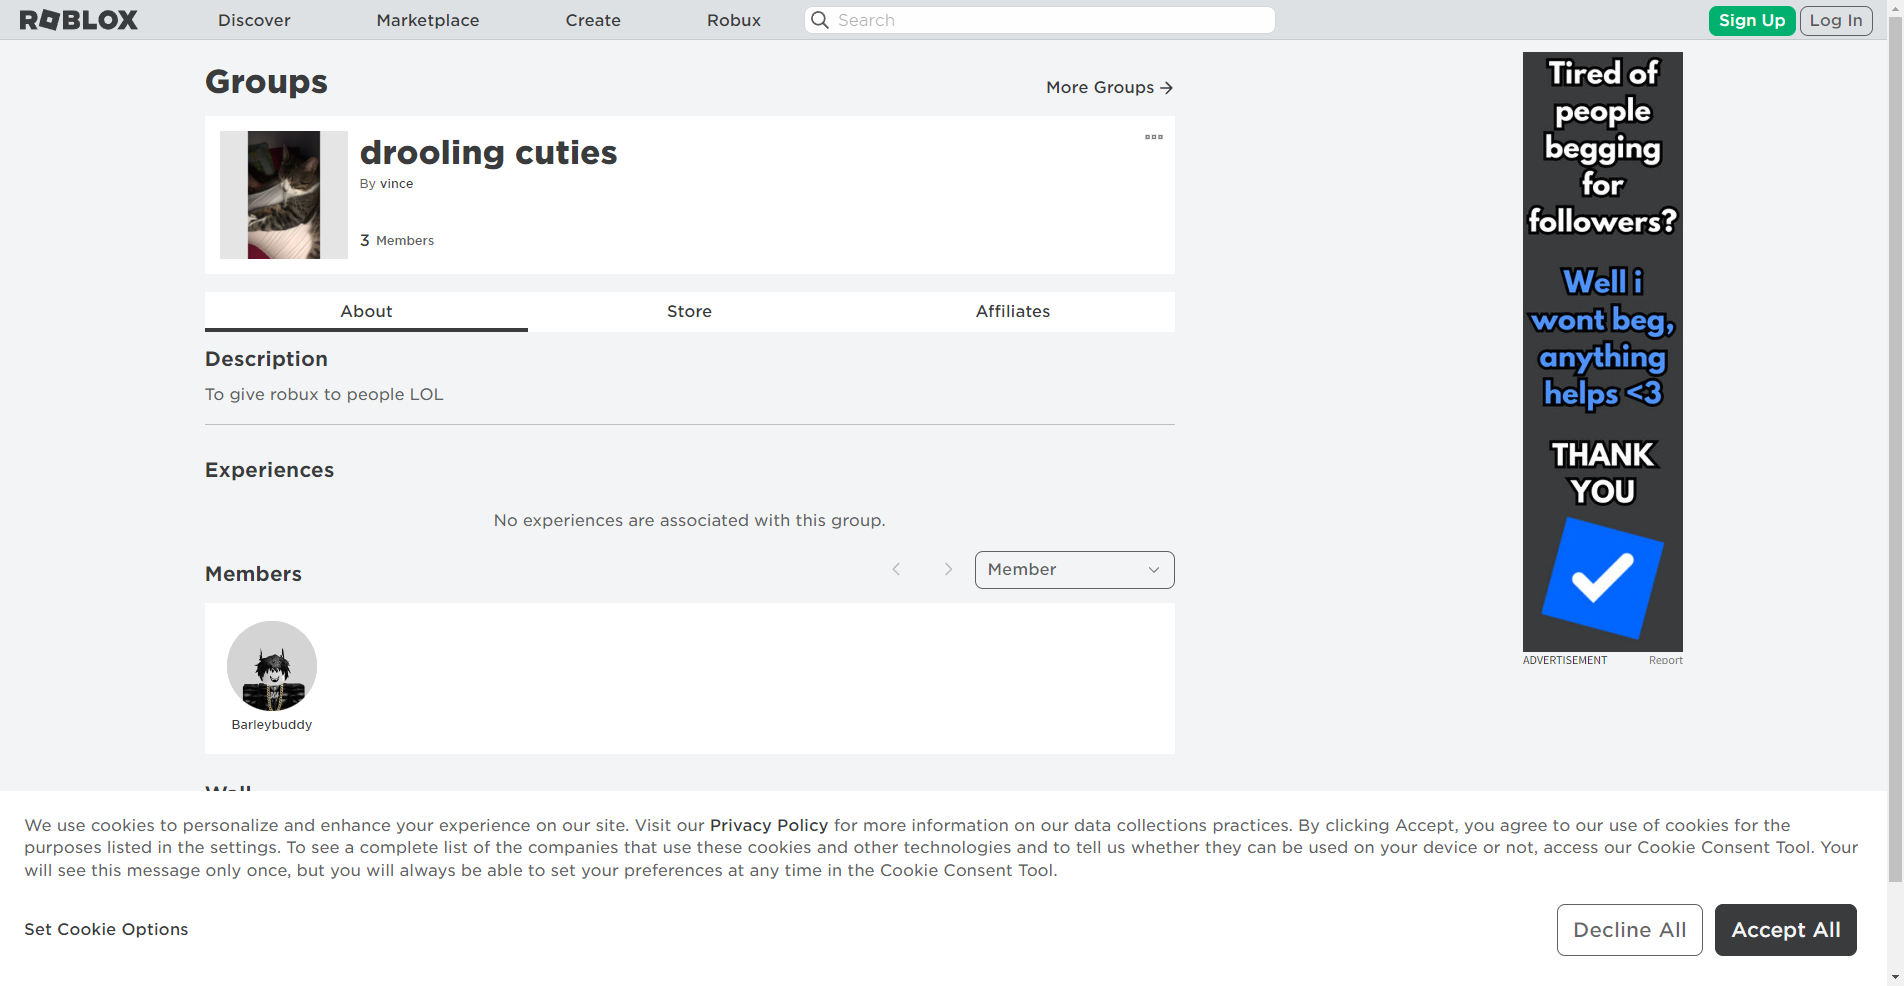 ROBLOX
Discover
Marketplace
Create
Robux
Search
Sign Up
Log In
Groups
More Groups
drooling cuties
By vince
3 Members
About
Store
Affiliates
Description
To give robux to people LOL
Experiences
No experiences are associated with this group.
Members
Member
Barleybuddy
Wall
Tired of
people
begging
for
followers?
Well i
wont beg,
anything
helps <3
THANK
YOU
ADVERTISEMENT
Report
We use cookies to personalize and enhance your experience on our site. Visit our Privacy Policy for more information on our data collections practices. By clicking Accept, you agree to our use of cookies for the
purposes listed in the settings. To see a complete list of the companies that use these cookies and other technologies and to tell us whether they can be used on your device or not, access our Cookie Consent Tool. Your
will see this message only once, but you will always be able to set your preferences at any time in the Cookie Consent Tool.
Set Cookie Options
Decline All
Accept All